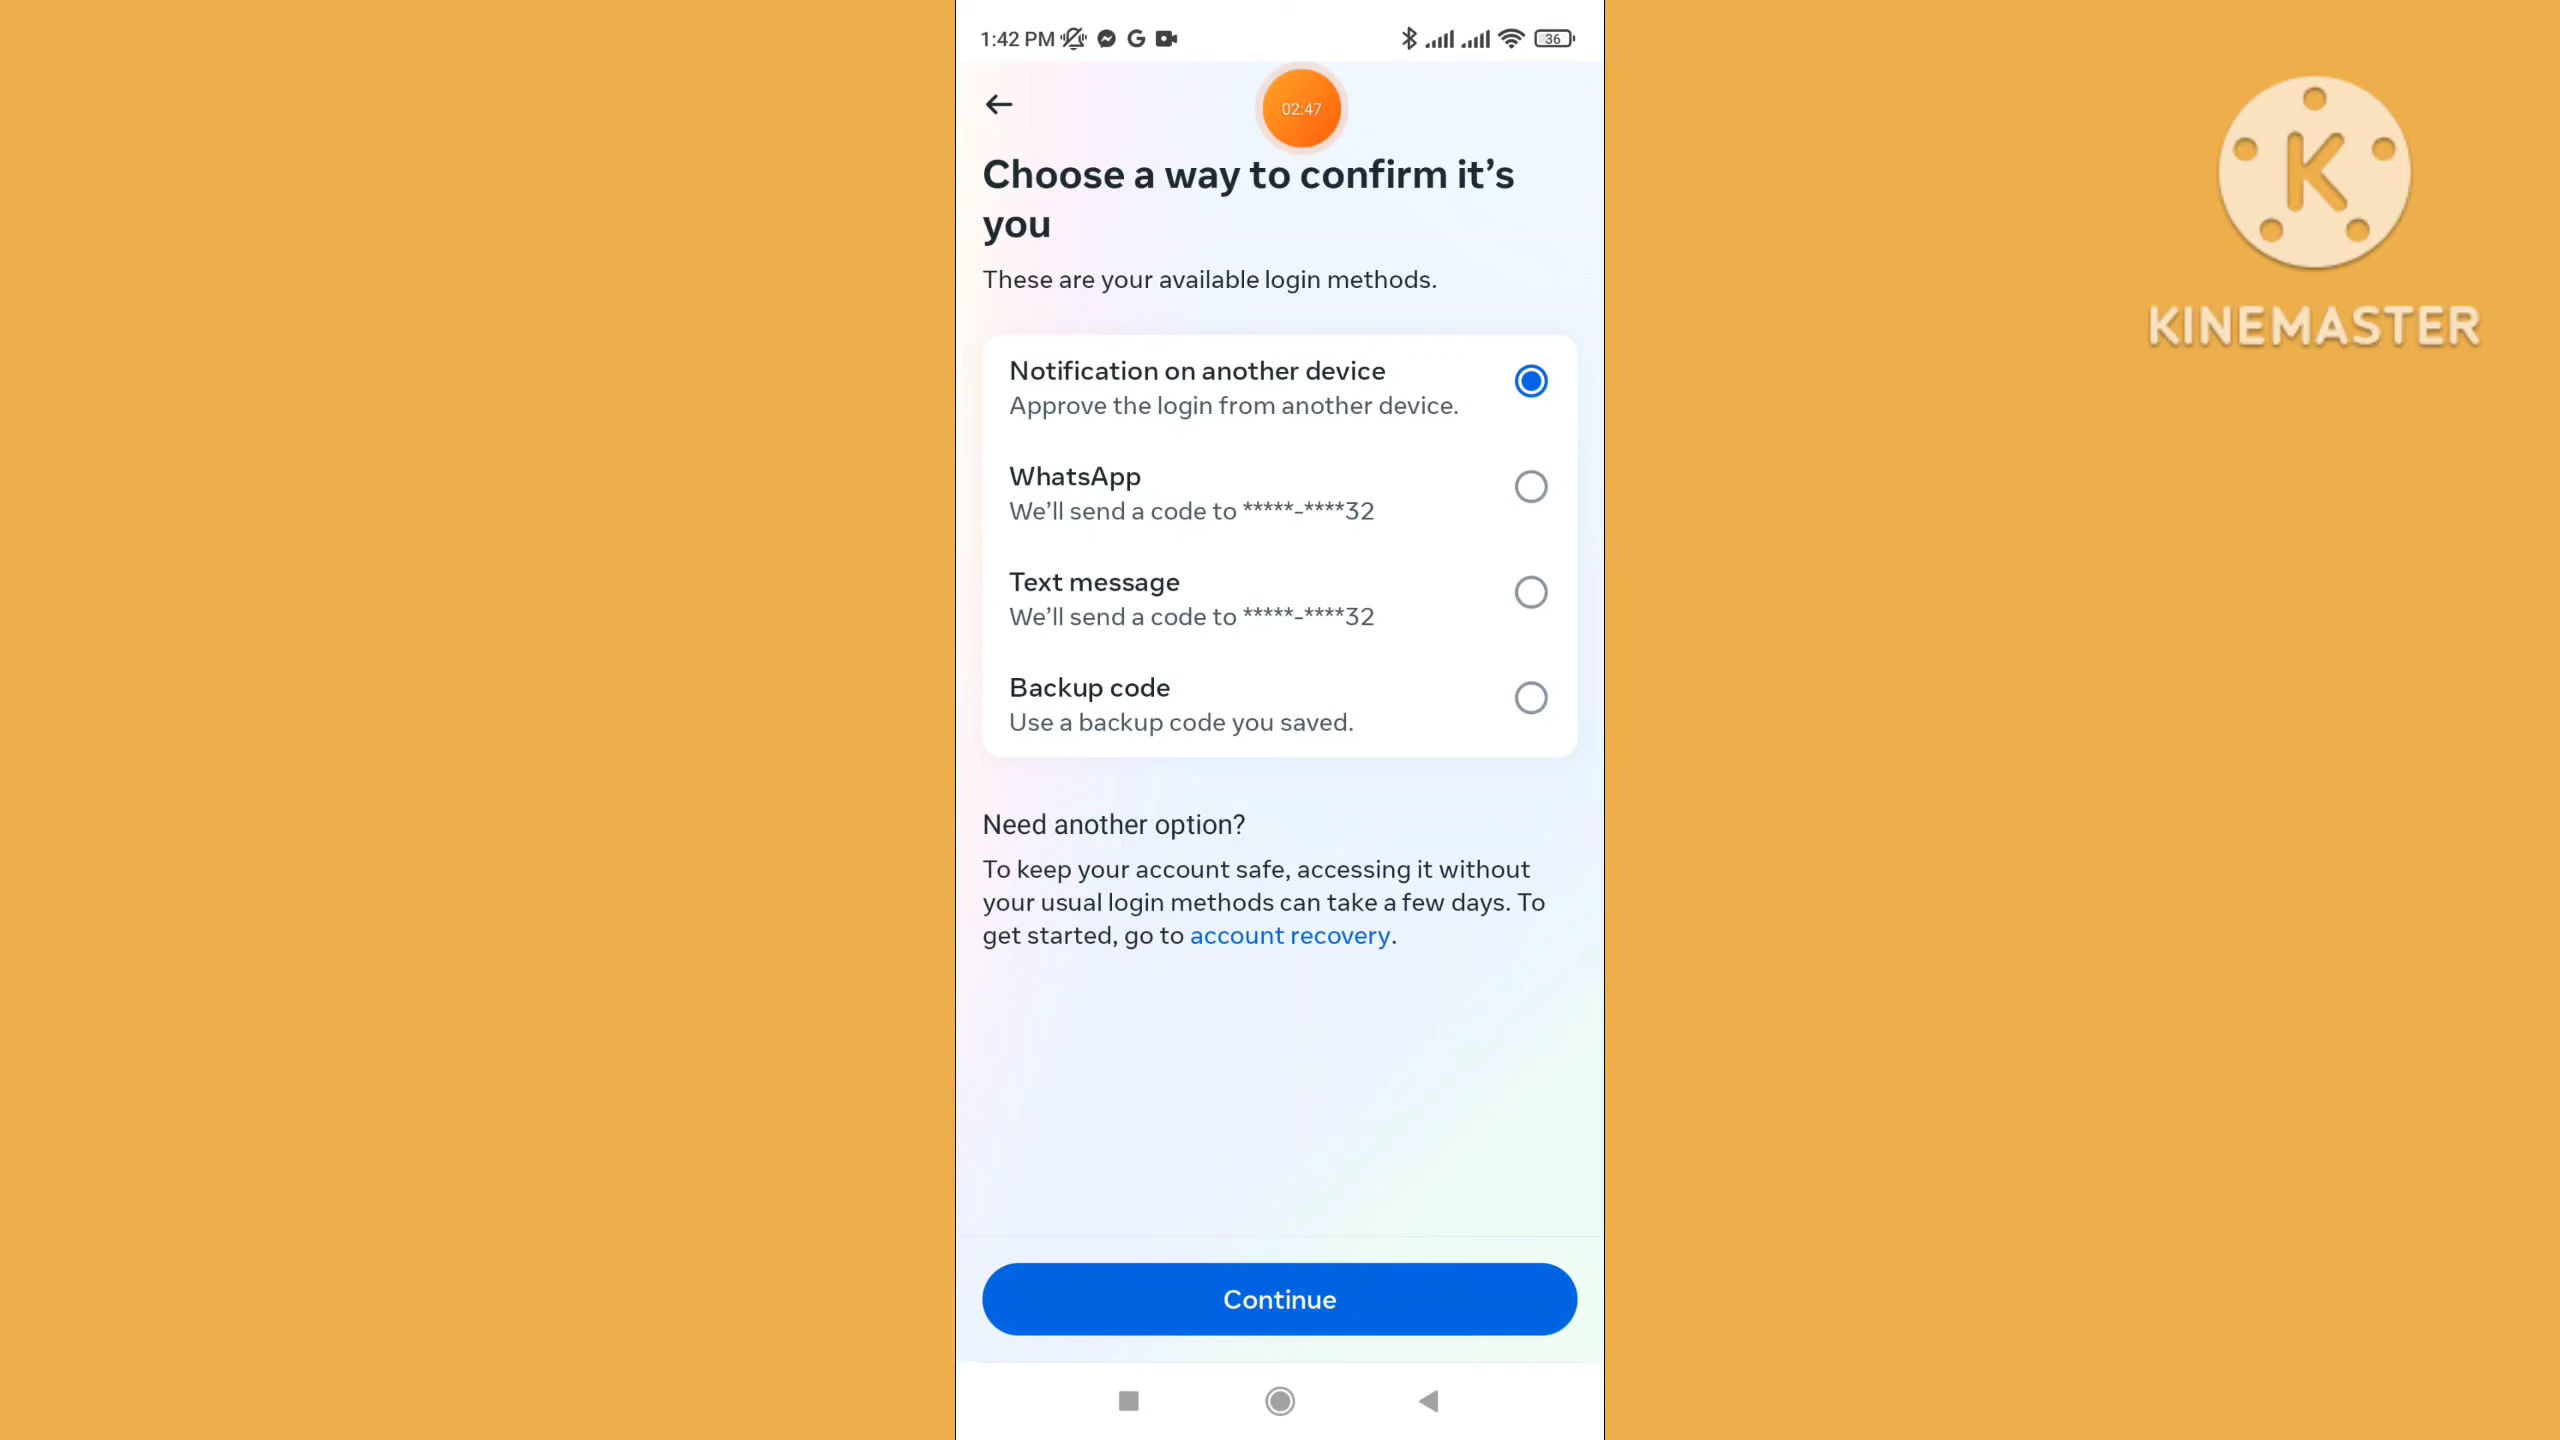 1:42 PM
36
02:47
Choose a way to confirm it’s
you
These are your available login methods.
Notification on another device
Approve the login from another device.
WhatsApp
We’ll send a code to *****-****32
Text message
We’ll send a code to *****-****32
Backup code
Use a backup code you saved.
Need another option?
To keep your account safe, accessing it without
your usual login methods can take a few days. To
get started, go to account recovery.
Continue
K
KINEMASTER